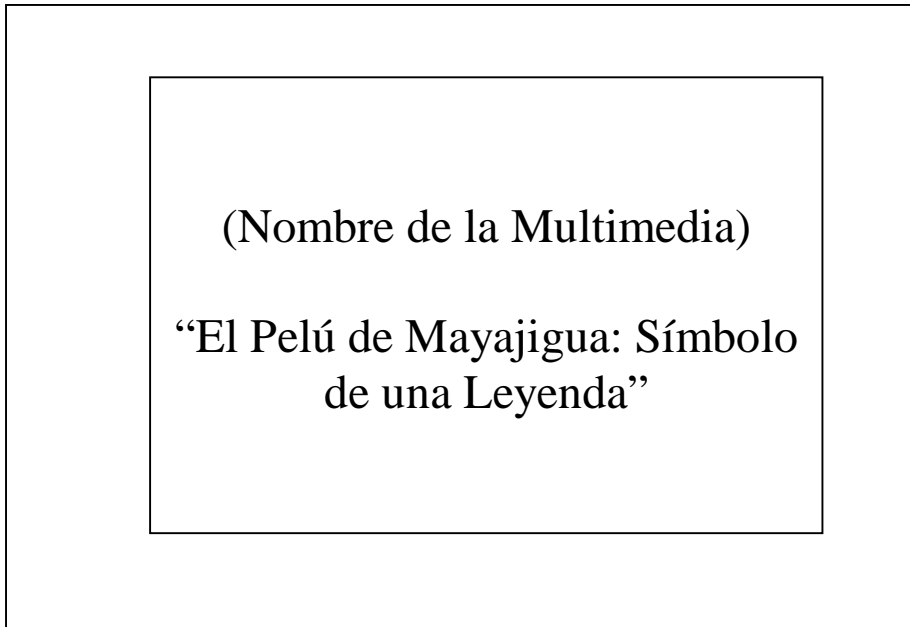 (Nombre de la Multimedia)
“El Pelú de Mayajigua: Símbolo
de una Leyenda”